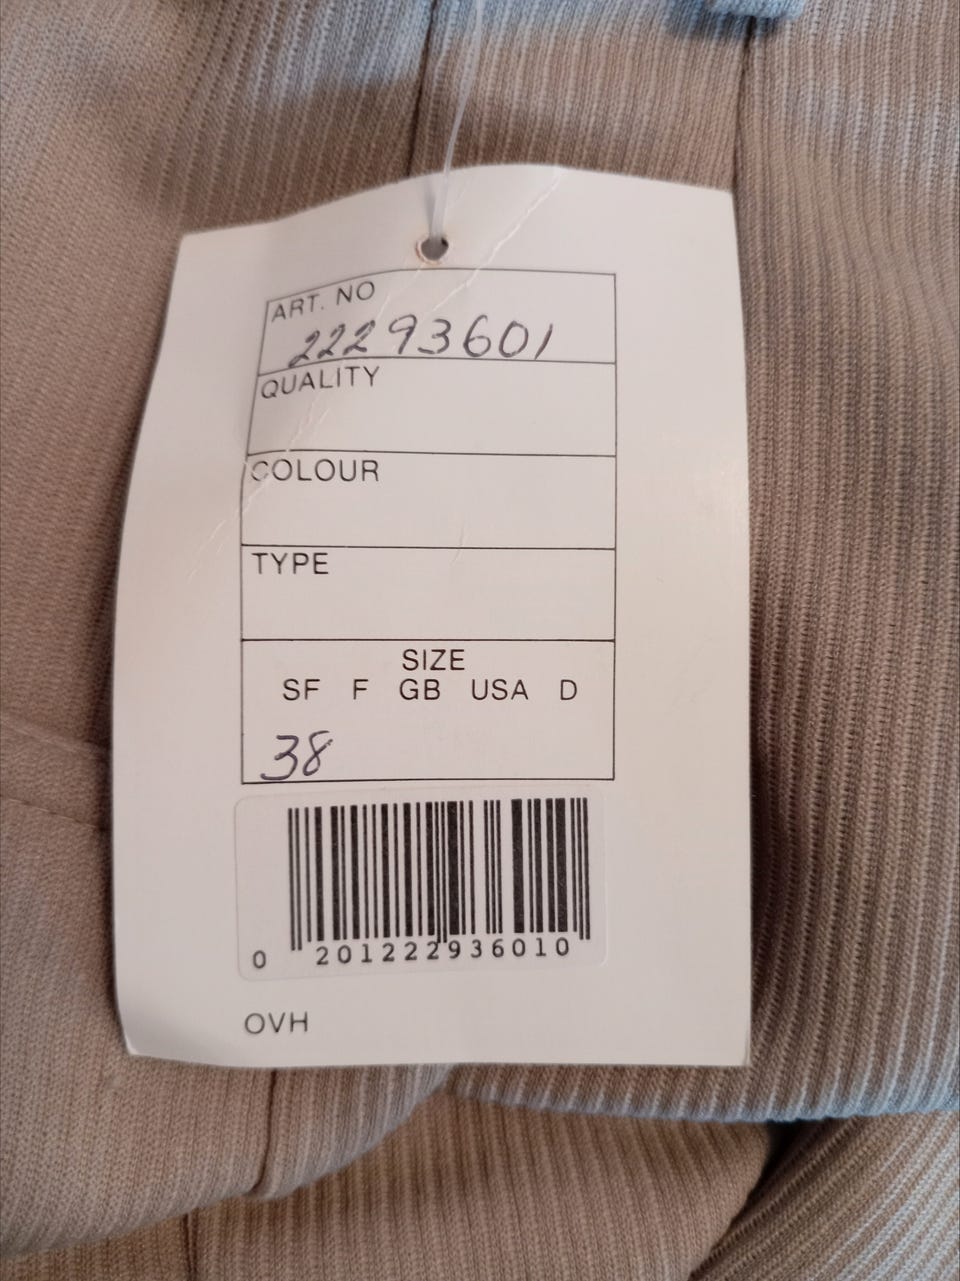 ART. NO
22293601
QUALITY
COLOUR
TYPE
SIZE
SF F GB USA D
38
0 201222936010
OVH